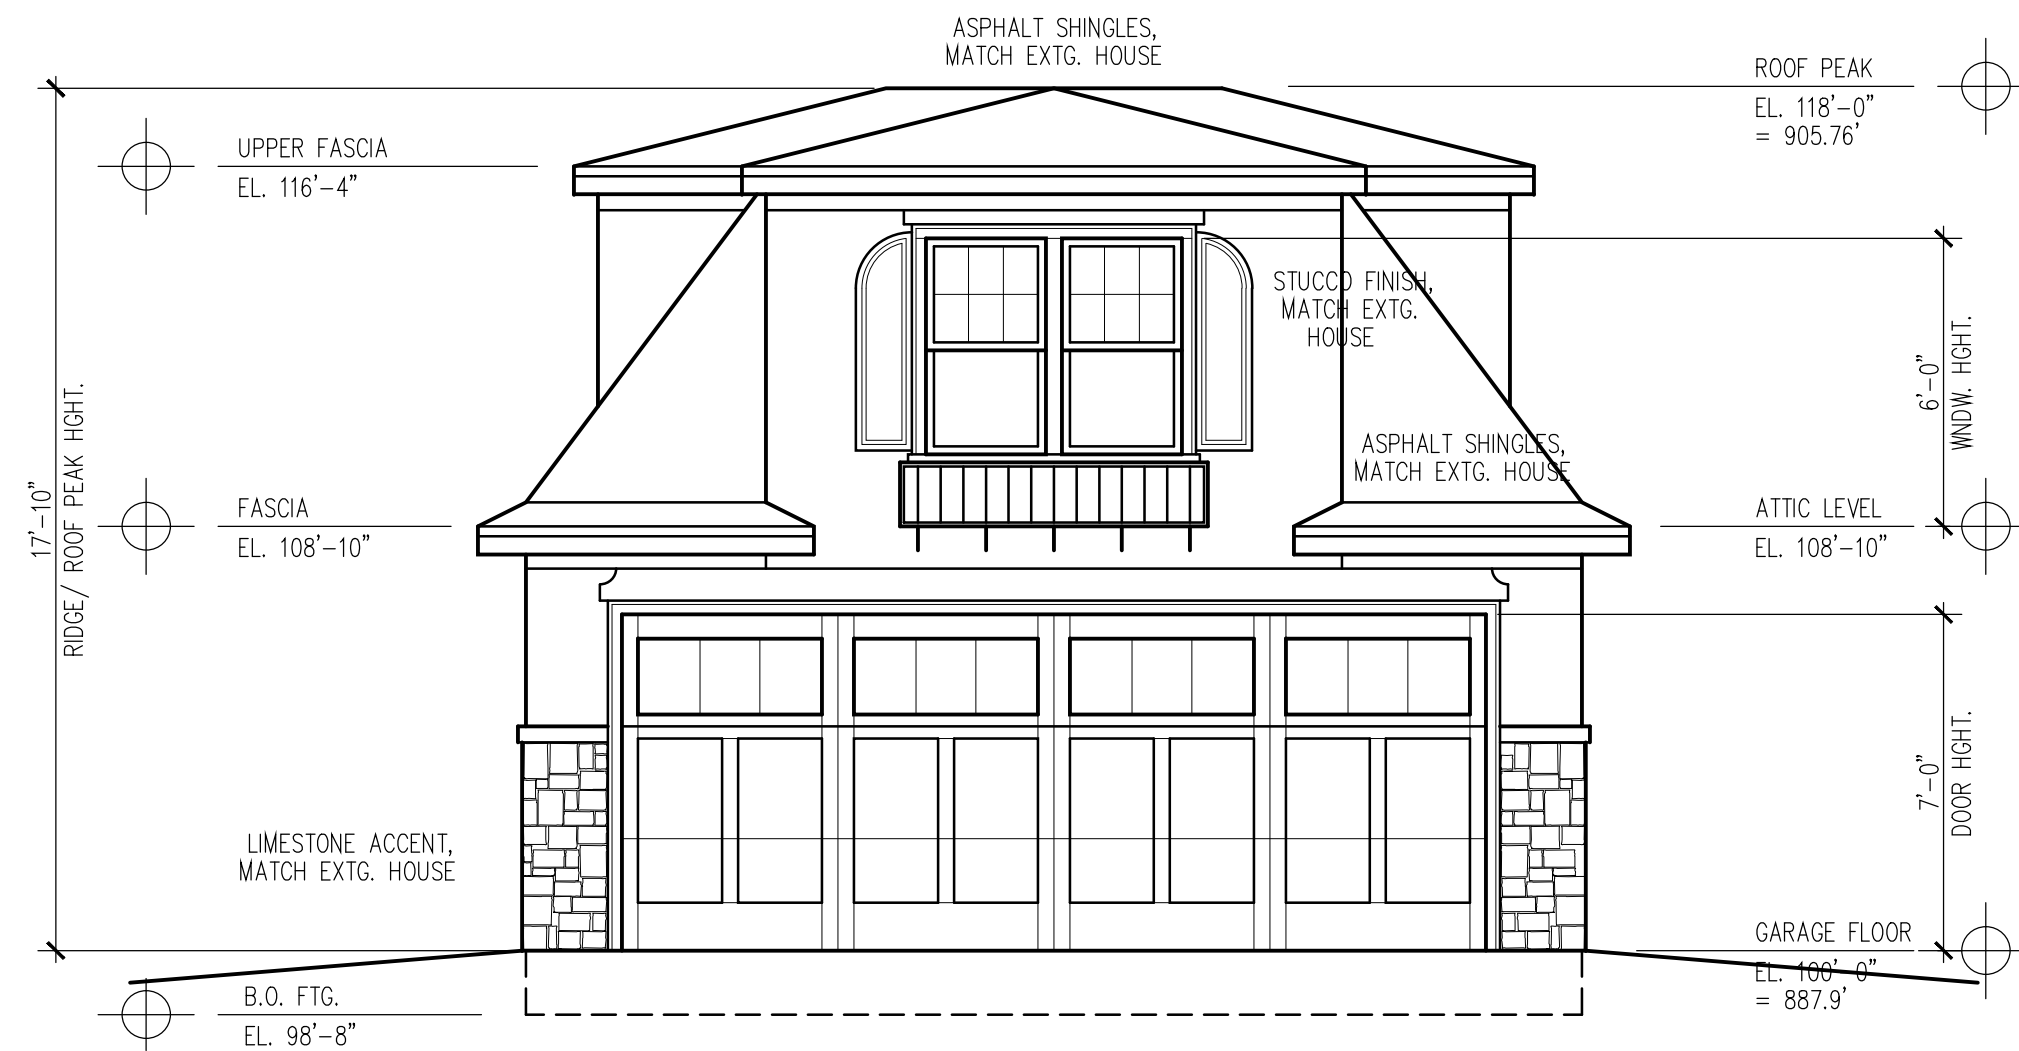 ASPHALT SHINGLES,
MATCH EXTG. HOUSE
ROOF PEAK
EL. 118'-0"
= 905.76'
UPPER FASCIA
EL. 116'-4"
STUCCO FINISH,
MATCH EXTG.
HOUSE
6'-0"
WNDW. HGHT.
17'-10"
RIDGE/ ROOF PEAK HGHT.
ASPHALT SHINGLES,
MATCH EXTG. HOUSE
FASCIA
EL. 108'-10"
ATTIC LEVEL
EL. 108'-10"
7'-0"
DOOR HGHT.
LIMESTONE ACCENT,
MATCH EXTG. HOUSE
GARAGE FLOOR
EL. 100'-0"
= 887.9'
B.O. FTG.
EL. 98'-8"